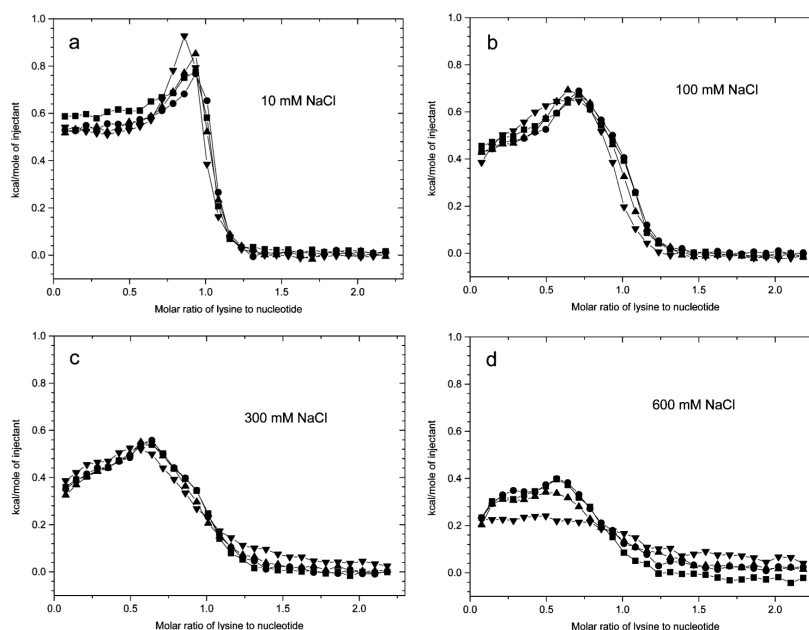 a
10 mM NaCl
kcal/mole of injectant
1.0
0.8
0.6
0.4
0.2
0.0
0.0 0.5 1.0 1.5 2.0
Molar ratio of lysine to nucleotide
b
100 mM NaCl
kcal/mole of injectant
1.0
0.8
0.6
0.4
0.2
0.0
0.0 0.5 1.0 1.5 2.0
Molar ratio of lysine to nucleotide
c
300 mM NaCl
kcal/mole of injectant
1.0
0.8
0.6
0.4
0.2
0.0
0.0 0.5 1.0 1.5 2.0
Molar ratio of lysine to nucleotide
d
600 mM NaCl
kcal/mole of injectant
1.0
0.8
0.6
0.4
0.2
0.0
0.0 0.5 1.0 1.5 2.0
Molar ratio of lysine to nucleotide